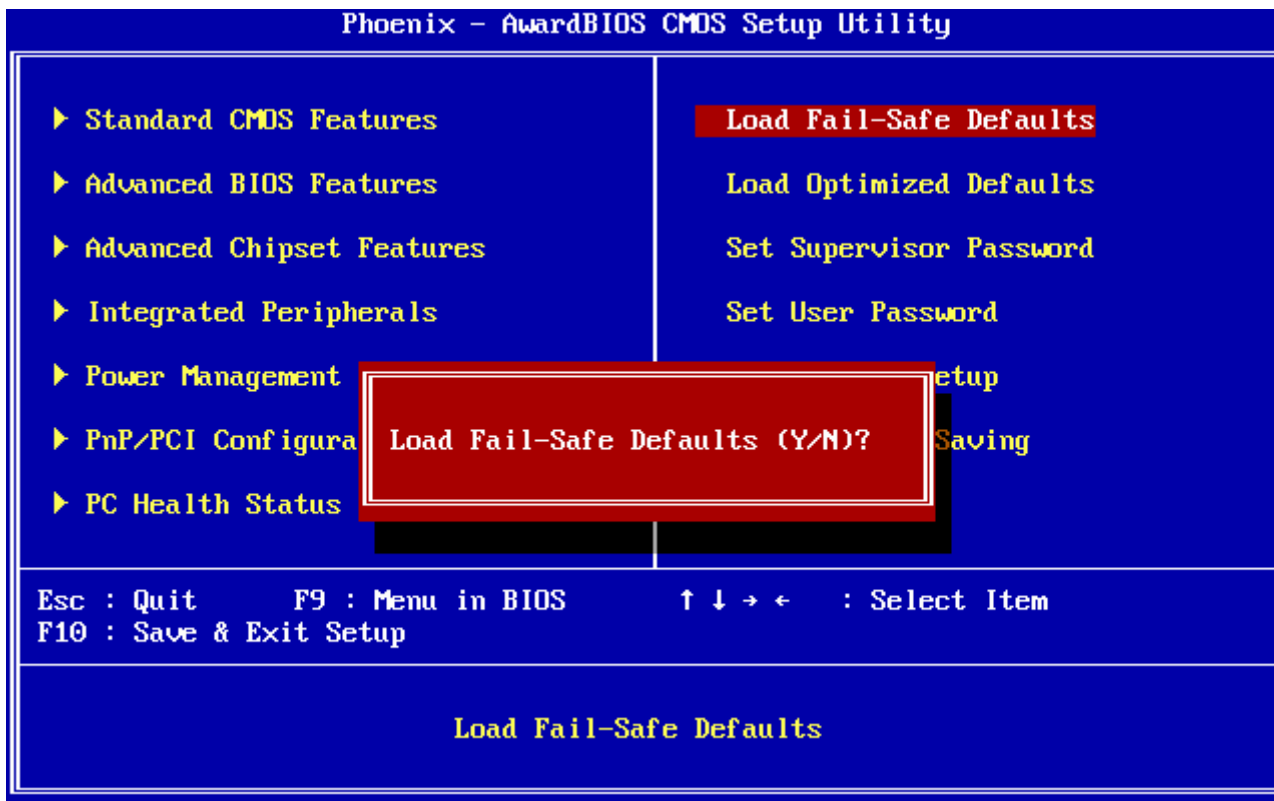 Phoenix - AwardBIOS CMOS Setup Utility
Standard CMOS Features
Advanced BIOS Features
Advanced Chipset Features
Integrated Peripherals
Power Management
PnP/PCI Configura
PC Health Status
Load Fail-Safe Defaults
Load Optimized Defaults
Set Supervisor Password
Set User Password
etup
Saving
Load Fail-Safe Defaults (Y/N)?
Esc : Quit F9 : Menu in BIOS ↑ ↓ → ← : Select Item
F10 : Save & Exit Setup
Load Fail-Safe Defaults